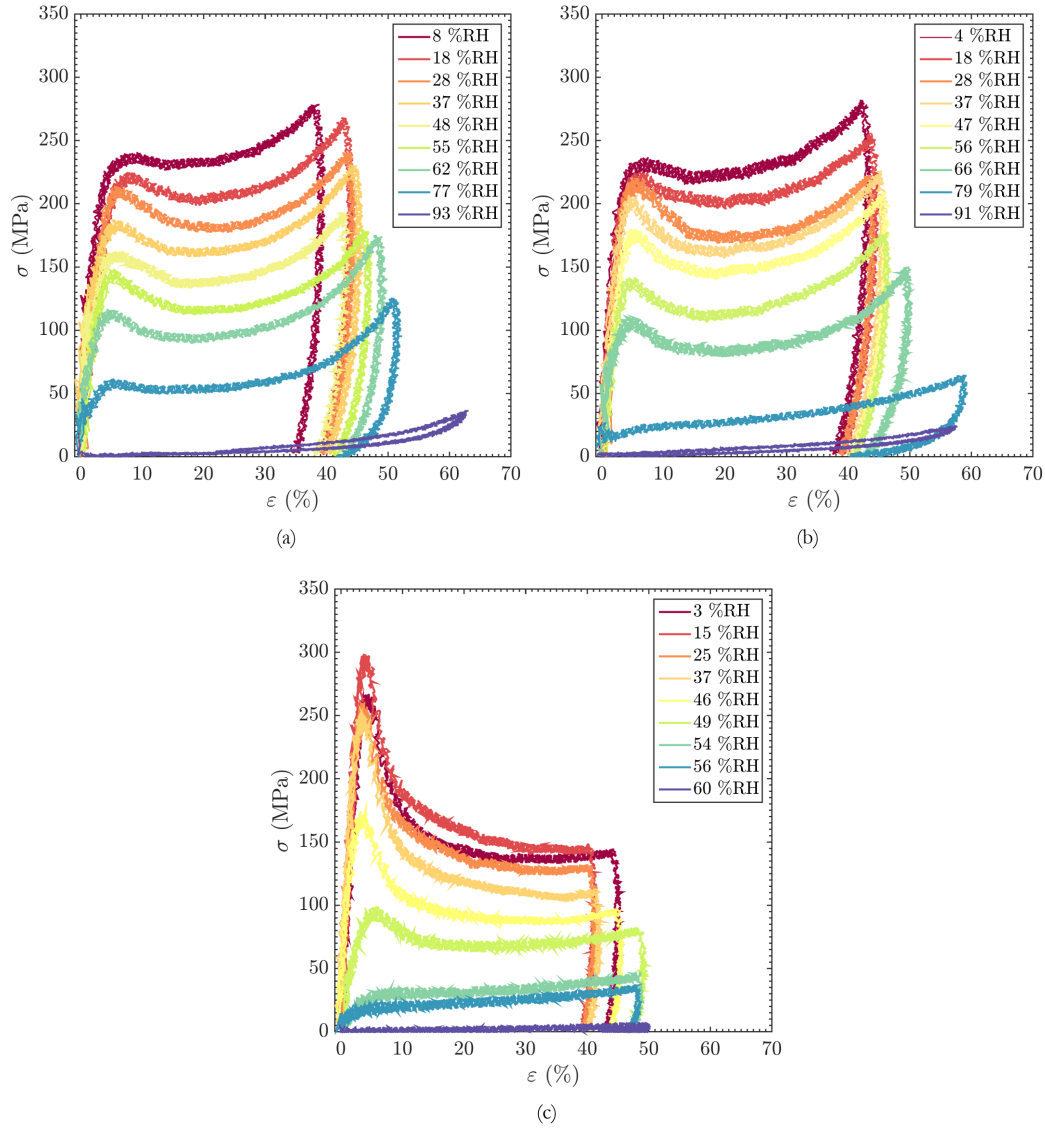 350
300
250
200
150
100
50
0
σ (MPa)
0 10 20 30 40 50 60 70
ε (%)
8 %RH
18 %RH
28 %RH
37 %RH
48 %RH
55 %RH
62 %RH
77 %RH
93 %RH
(a)
350
300
250
200
150
100
50
0
σ (MPa)
0 10 20 30 40 50 60 70
ε (%)
4 %RH
18 %RH
28 %RH
37 %RH
47 %RH
56 %RH
66 %RH
79 %RH
91 %RH
(b)
350
300
250
200
150
100
50
0
σ (MPa)
0 10 20 30 40 50 60 70
ε (%)
3 %RH
15 %RH
25 %RH
37 %RH
46 %RH
49 %RH
54 %RH
56 %RH
60 %RH
(c)